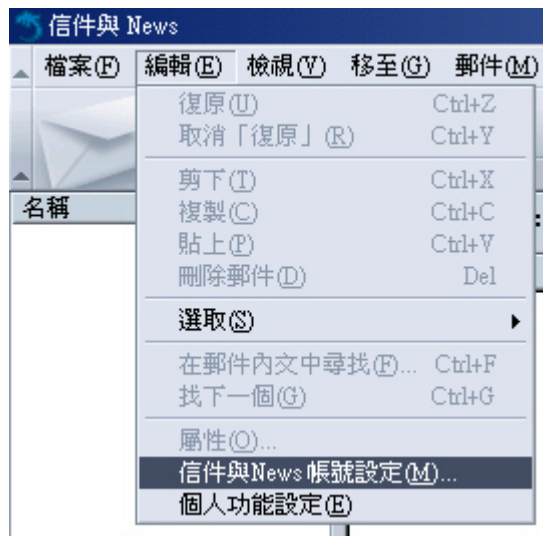 信件與 News
檔案(F) 編輯(E) 檢視(V) 移至(G) 郵件(M)
復原(U) Ctrl+Z
取消「復原」(R) Ctrl+Y
剪下(T) Ctrl+X
複製(C) Ctrl+C
名稱
貼上(P) Ctrl+V
刪除郵件(D) Del
選取(S)
在郵件內文中尋找(F)... Ctrl+F
找下一個(G) Ctrl+G
屬性(O)...
信件與News 帳號設定(M)...
個人功能設定(E)